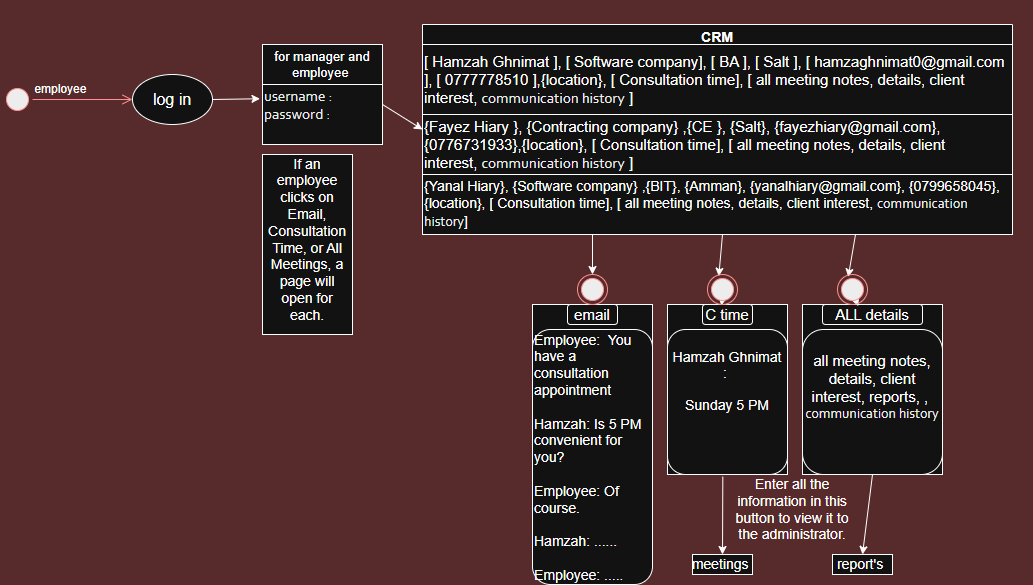 employee
log in
for manager and
employee
username :
password :
If an
employee
clicks on
Email,
Consultation
Time, or All
Meetings, a
page will
open for
each.
CRM
[ Hamzah Ghnimat ], [ Software company], [ BA ], [ Salt ], [ hamzaghnimat0@gmail.com
], [ 0777778510 ],{location}, [ Consultation time], [ all meeting notes, details, client
interest, communication history ]
{Fayez Hiary }, {Contracting company} ,{CE }, {Salt}, {fayezhiary@gmail.com},
{0776731933},{location}, [ Consultation time], [ all meeting notes, details, client
interest, communication history ]
{Yanal Hiary}, {Software company} ,{BIT}, {Amman}, {yanalhiary@gmail.com}, {0799658045},
{location}, [ Consultation time], [ all meeting notes, details, client interest, communication
history]
email
Employee: You
have a
consultation
appointment
Hamzah: Is 5 PM
convenient for
you?
Employee: Of
course.
Hamzah: ......
Employee: .....
C time
Hamzah Ghnimat
:
Sunday 5 PM
ALL details
all meeting notes,
details, client
interest, reports, ,
communication history
Enter all the
information in this
button to view it to
the administrator.
meetings
report's